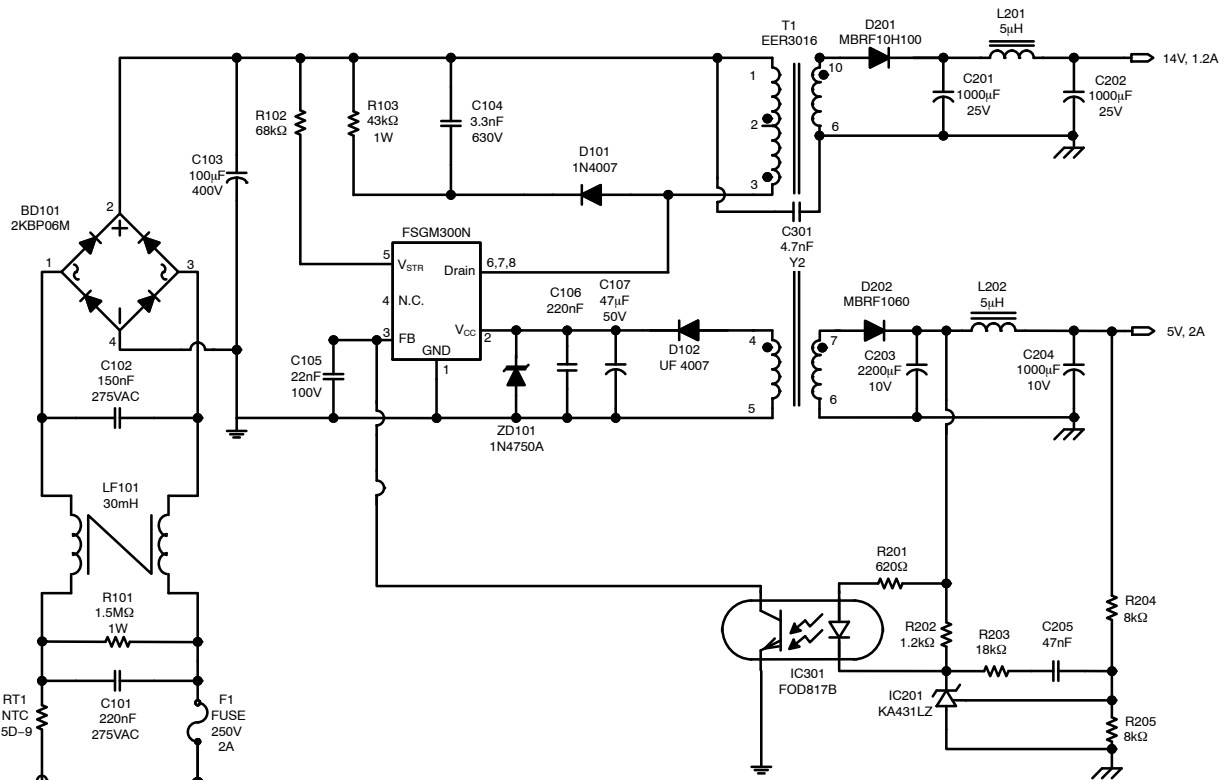 T1
EER3016
D201
MBRF10H100
L201
5μH
14V, 1.2A
1
2
3
10
6
C201
1000μF
25V
C202
1000μF
25V
R102
68kΩ
R103
43kΩ
1W
C104
3.3nF
630V
C103
100μF
400V
D101
1N4007
BD101
2KBP06M
2
1
3
4
FSGM300N
5
VSTR
Drain
6,7,8
4
N.C.
VCC
2
3
FB
GND
1
C301
4.7nF
Y2
C106
220nF
C107
47μF
50V
D102
UF 4007
4
5
7
6
D202
MBRF1060
L202
5μH
5V, 2A
C203
2200μF
10V
C204
1000μF
10V
C105
22nF
100V
ZD101
1N4750A
C102
150nF
275VAC
LF101
30mH
R101
1.5MΩ
1W
C101
220nF
275VAC
RT1
NTC
5D−9
F1
FUSE
250V
2A
R201
620Ω
R202
1.2kΩ
R203
18kΩ
C205
47nF
R204
8kΩ
IC301
FOD817B
IC201
KA431LZ
R205
8kΩ